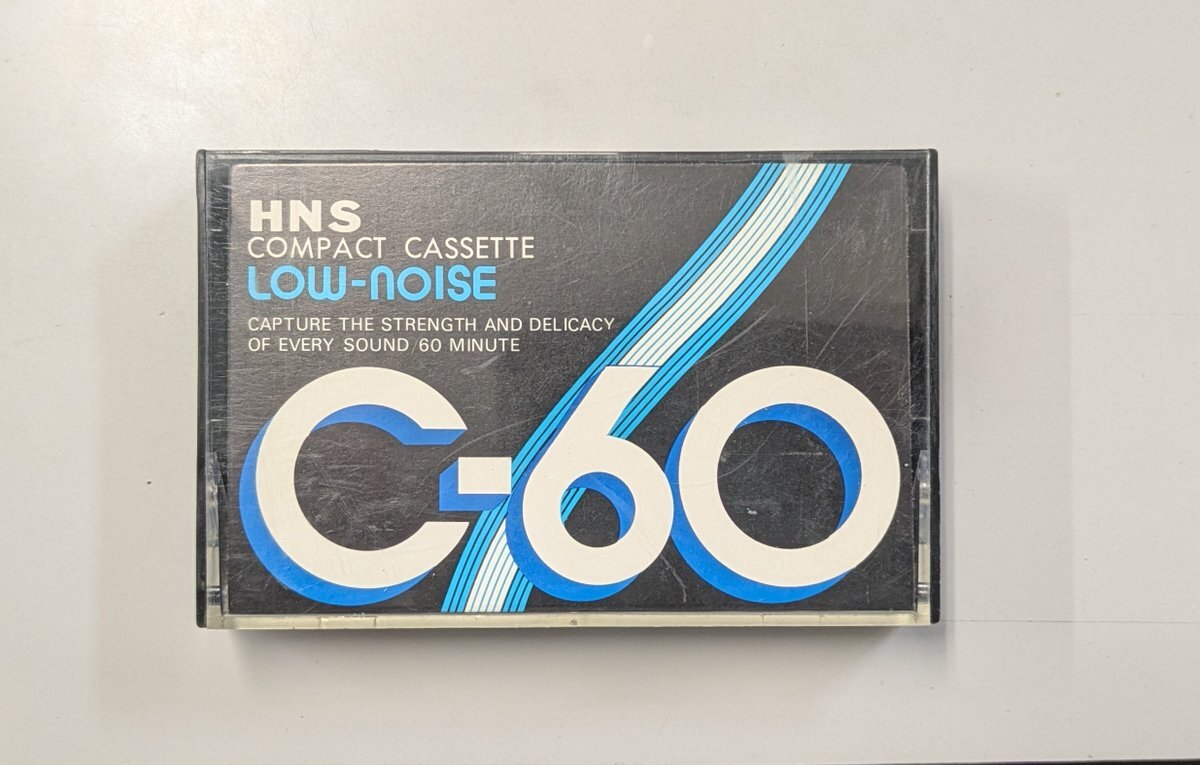 HNS
COMPACT CASSETTE
LOW-NOISE
CAPTURE THE STRENGTH AND DELICACY
OF EVERY SOUND 60 MINUTE
C-60